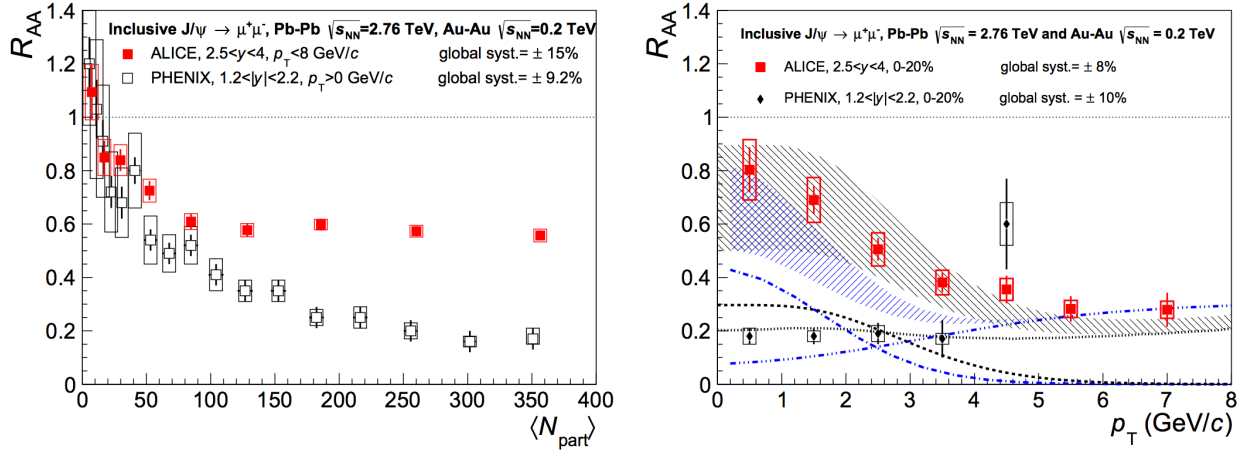 Inclusive J/ψ → μ⁺μ⁻, Pb-Pb √s_NN=2.76 TeV, Au-Au √s_NN=0.2 TeV
ALICE, 2.5<y<4, p_T<8 GeV/c global syst.= ± 15%
PHENIX, 1.2<|y|<2.2, p_T>0 GeV/c global syst.= ± 9.2%
R_AA
1.4
1.2
1
0.8
0.6
0.4
0.2
0
0 50 100 150 200 250 300 350 400
⟨N_part⟩
Inclusive J/ψ → μ⁺μ⁻, Pb-Pb √s_NN = 2.76 TeV and Au-Au √s_NN = 0.2 TeV
ALICE, 2.5<y<4, 0-20% global syst. = ± 8%
PHENIX, 1.2<|y|<2.2, 0-20% global syst. = ± 10%
R_AA
1.4
1.2
1
0.8
0.6
0.4
0.2
0
0 1 2 3 4 5 6 7 8
p_T (GeV/c)